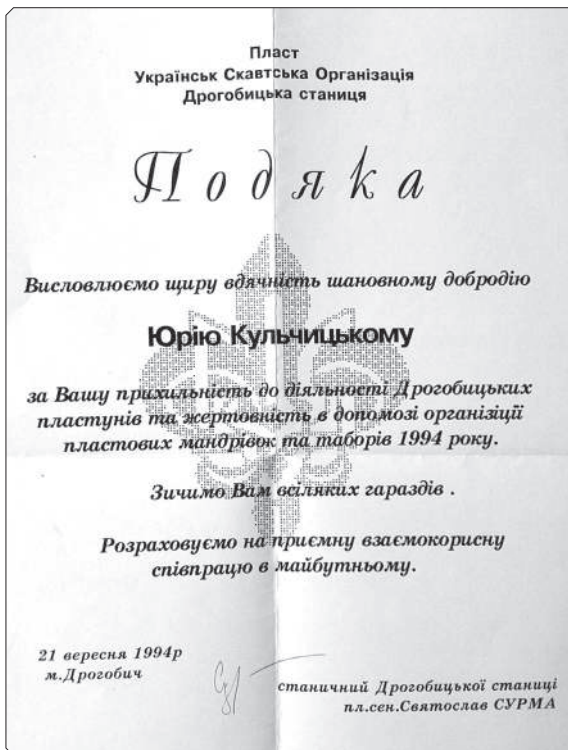 Пласт
Українськ Скавтська Організація
Дрогобицька станиця
Подяка
Висловлюємо щиру вдячність шановному добродію
Юрію Кульчицькому
за Вашу прихильність до діяльності Дрогобицьких
пластунів та жертовність в допомозі організіції
пластових мандрівок та таборів 1994 року.
Зичимо Вам всіляких гараздів .
Розраховуємо на приємну взаємокорисну
співпрацю в майбутньому.
21 вересня 1994р
м.Дрогобич
станичний Дрогобицької станиці
пл.сен.Святослав СУРМА